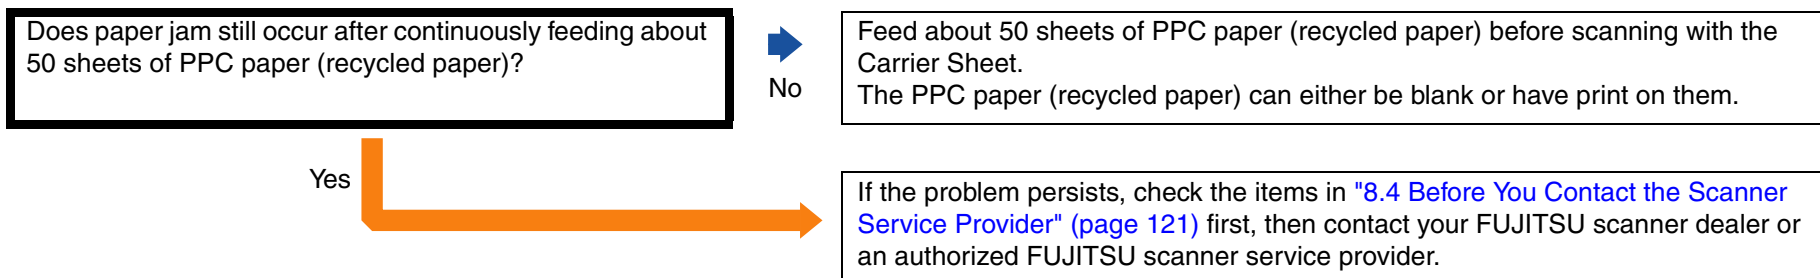 Does paper jam still occur after continuously feeding about
50 sheets of PPC paper (recycled paper)?
No
Feed about 50 sheets of PPC paper (recycled paper) before scanning with the
Carrier Sheet.
The PPC paper (recycled paper) can either be blank or have print on them.
Yes
If the problem persists, check the items in "8.4 Before You Contact the Scanner
Service Provider" (page 121) first, then contact your FUJITSU scanner dealer or
an authorized FUJITSU scanner service provider.